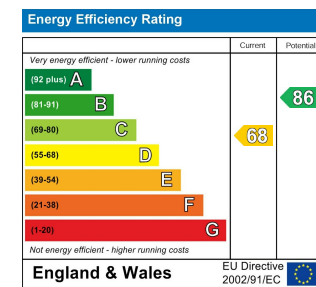 Energy Efficiency Rating
Current Potential
Very energy efficient - lower running costs
(92 plus) A
(81-91) B 86
(69-80) C
(55-68) D 68
(39-54) E
(21-38) F
(1-20) G
Not energy efficient - higher running costs
England & Wales
EU Directive
2002/91/EC